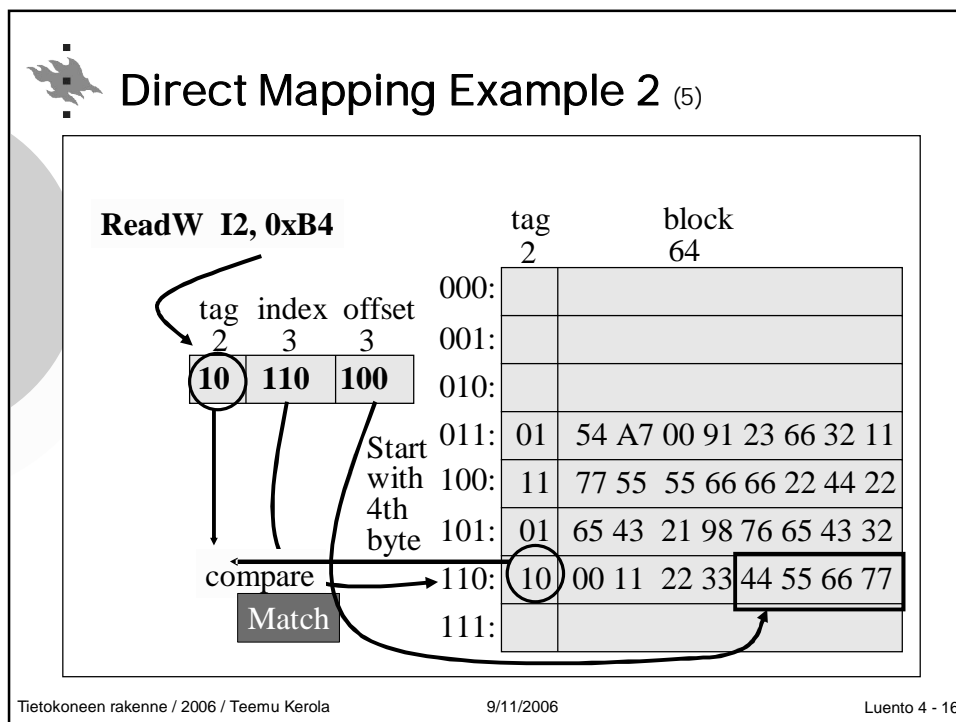 Direct Mapping Example 2 (5)
ReadW I2, 0xB4
tag index offset
2 3 3
10 110 100
Start
with
4th
byte
compare
Match
tag block
2 64
000:
001:
010:
011: 01 54 A7 00 91 23 66 32 11
100: 11 77 55 55 66 66 22 44 22
101: 01 65 43 21 98 76 65 43 32
110: 10 00 11 22 33 44 55 66 77
111:
Tietokoneen rakenne / 2006 / Teemu Kerola 9/11/2006 Luento 4 - 16